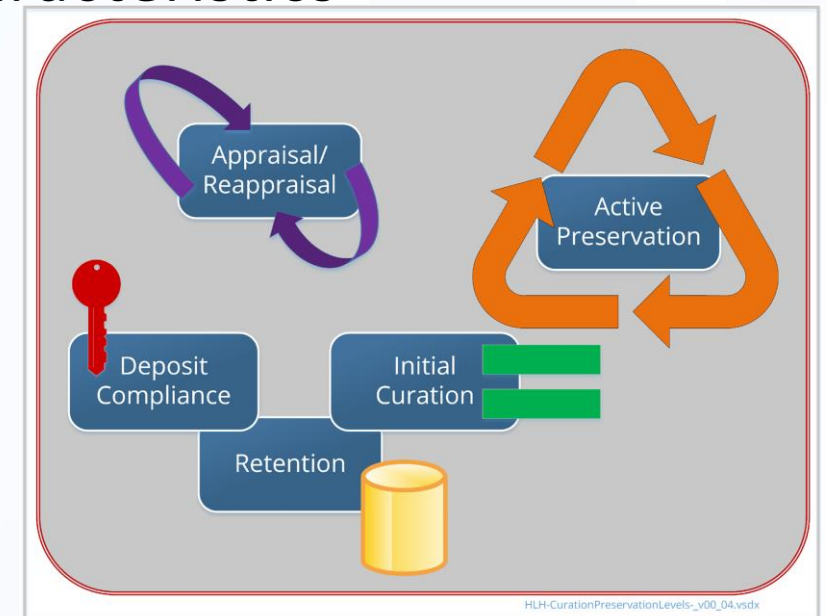 Appraisal/
Reappraisal
Active
Preservation
Deposit
Compliance
Initial
Curation
Retention
HLH-CurationPreservationLevels-_v00_04.vsdx